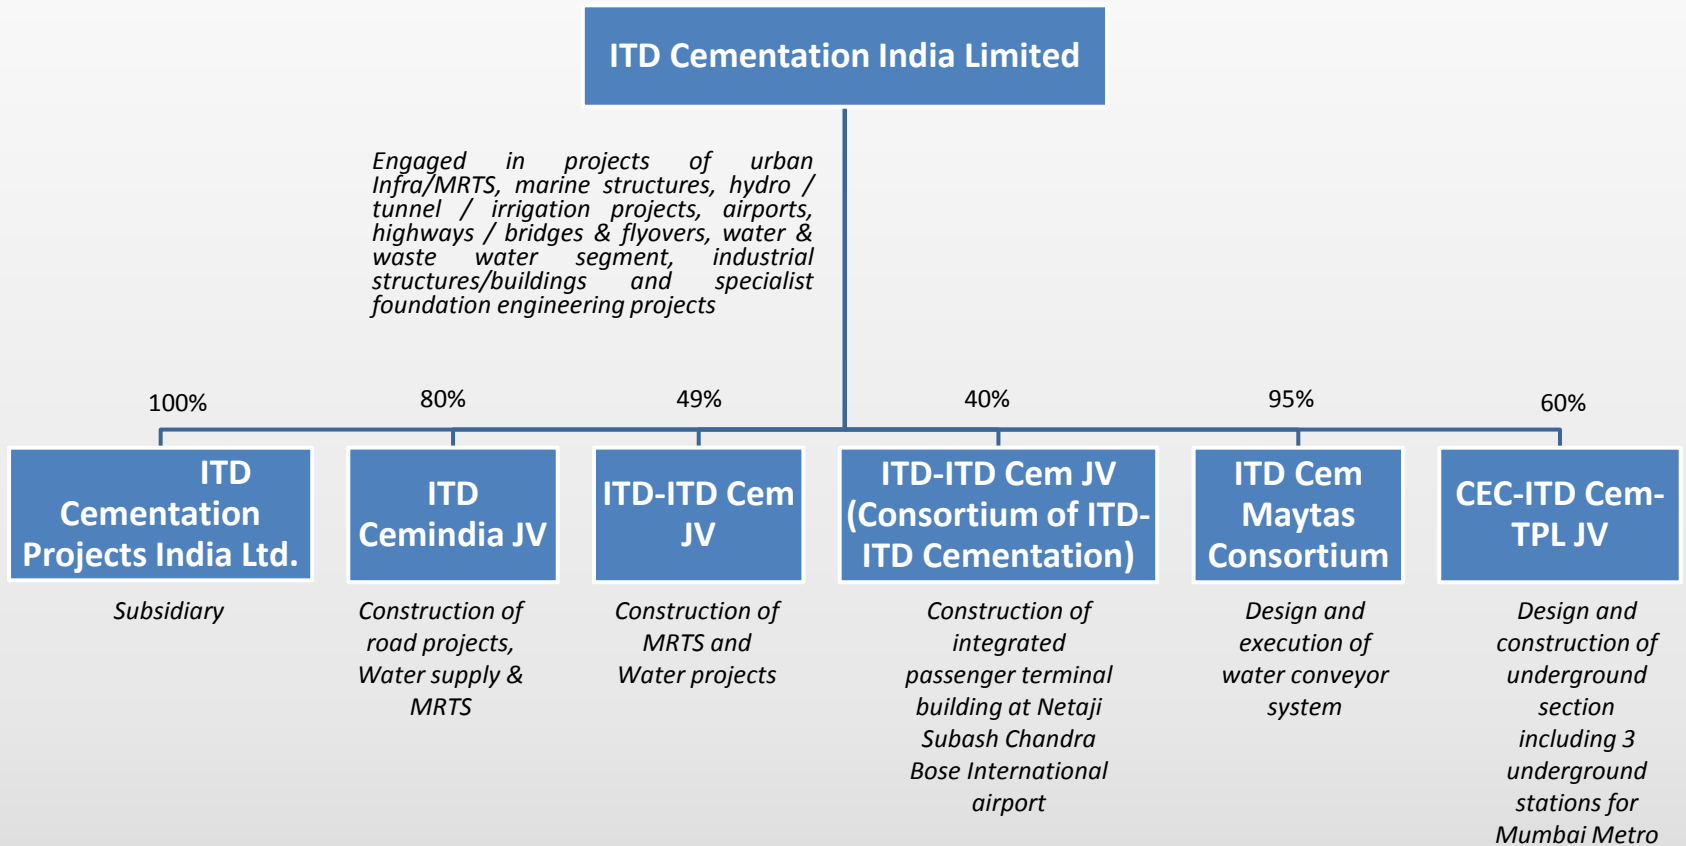 ITD Cementation India Limited
Engaged in projects of urban
Infra/MRTS, marine structures, hydro /
tunnel / irrigation projects, airports,
highways / bridges & flyovers, water &
waste water segment, industrial
structures/buildings and specialist
foundation engineering projects
100%
80%
49%
40%
95%
60%
ITD
Cementation
Projects India Ltd.
ITD
Cemindia JV
ITD-ITD Cem
JV
ITD-ITD Cem JV
(Consortium of ITD-
ITD Cementation)
ITD Cem
Maytas
Consortium
CEC-ITD Cem-
TPL JV
Subsidiary
Construction of
road projects,
Water supply &
MRTS
Construction of
MRTS and
Water projects
Construction of
integrated
passenger terminal
building at Netaji
Subash Chandra
Bose International
airport
Design and
execution of
water conveyor
system
Design and
construction of
underground
section
including 3
underground
stations for
Mumbai Metro